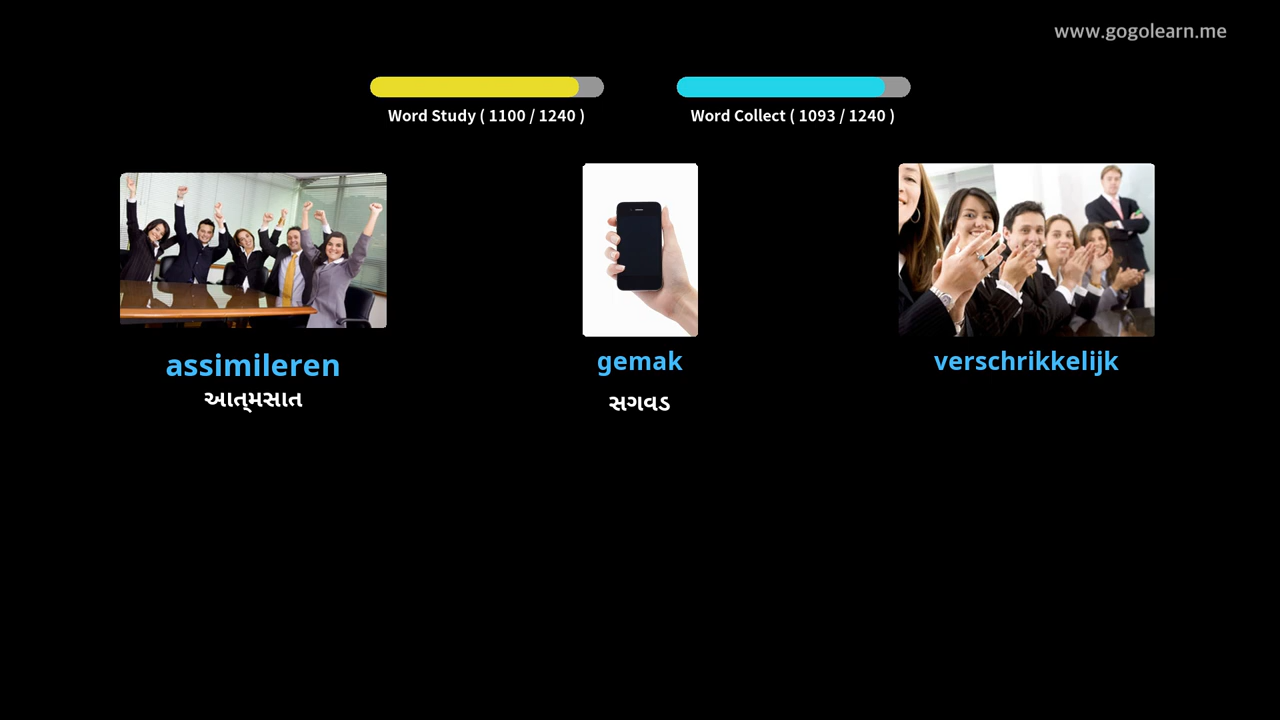 www.gogolearn.me
Word Study ( 1100 / 1240 )
Word Collect ( 1093 / 1240 )
assimileren
આત્મસાત
gemak
સગવડ
verschrikkelijk